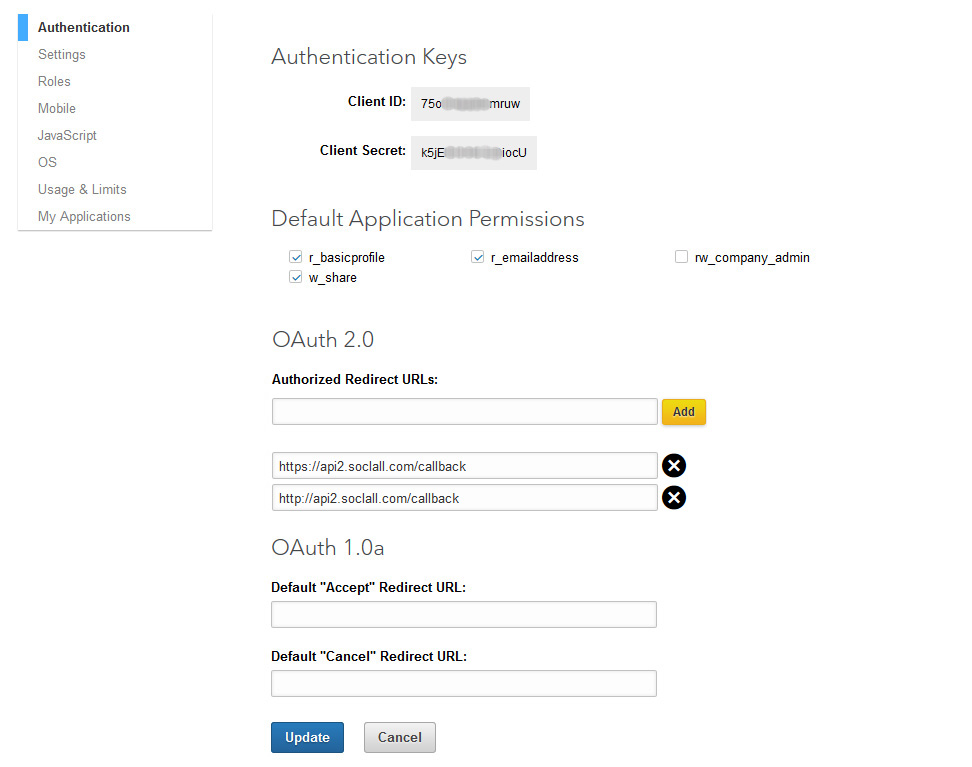 Authentication
Settings
Roles
Mobile
JavaScript
OS
Usage & Limits
My Applications
Authentication Keys
Client ID: 75o mruw
Client Secret: k5jE iocU
Default Application Permissions
r_basicprofile r_emailaddress rw_company_admin
w_share
OAuth 2.0
Authorized Redirect URLs:
Add
https://api2.soclall.com/callback
http://api2.soclall.com/callback
OAuth 1.0a
Default "Accept" Redirect URL:
Default "Cancel" Redirect URL:
Update Cancel